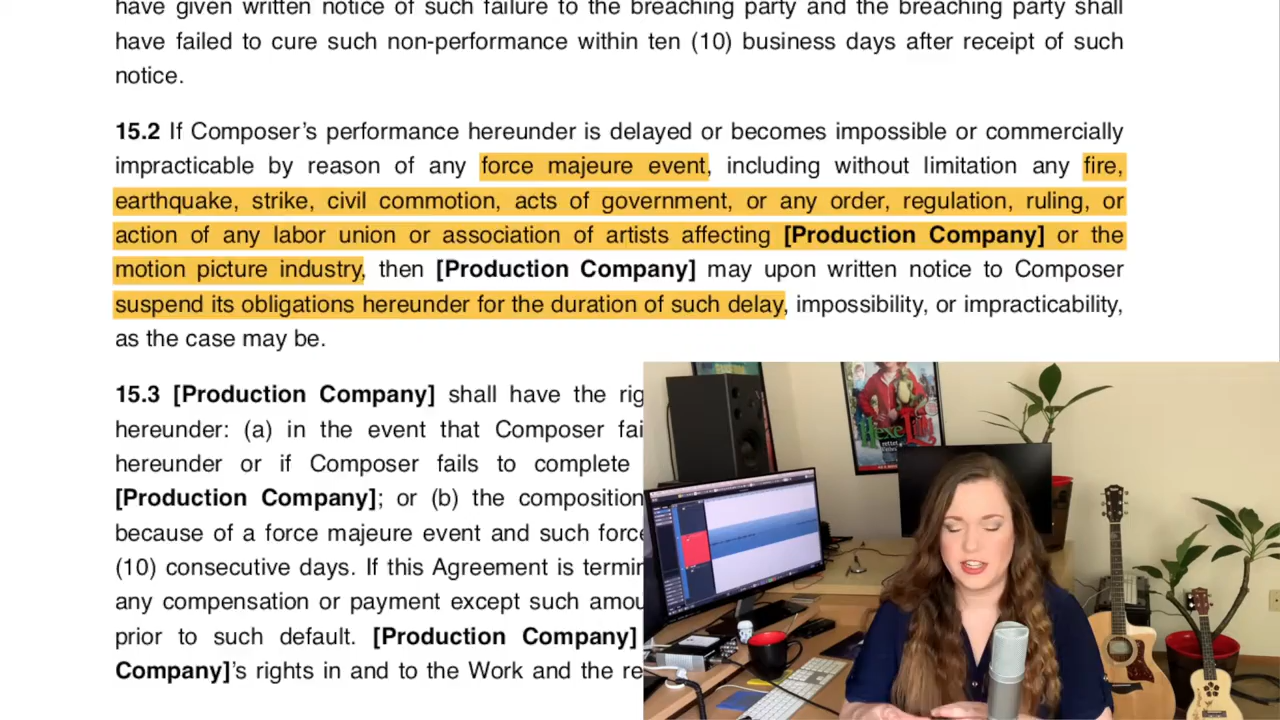 have given written notice of such failure to the breaching party and the breaching party shall
have failed to cure such non-performance within ten (10) business days after receipt of such
notice.
15.2 If Composer’s performance hereunder is delayed or becomes impossible or commercially
impracticable by reason of any force majeure event, including without limitation any fire,
earthquake, strike, civil commotion, acts of government, or any order, regulation, ruling, or
action of any labor union or association of artists affecting [Production Company] or the
motion picture industry, then [Production Company] may upon written notice to Composer
suspend its obligations hereunder for the duration of such delay, impossibility, or impracticability,
as the case may be.
15.3 [Production Company] shall have the rig
hereunder: (a) in the event that Composer fai
hereunder or if Composer fails to complete
[Production Company]; or (b) the composition
because of a force majeure event and such force
(10) consecutive days. If this Agreement is termin
any compensation or payment except such amou
prior to such default. [Production Company]
Company]’s rights in and to the Work and the re
HeXe Lilli